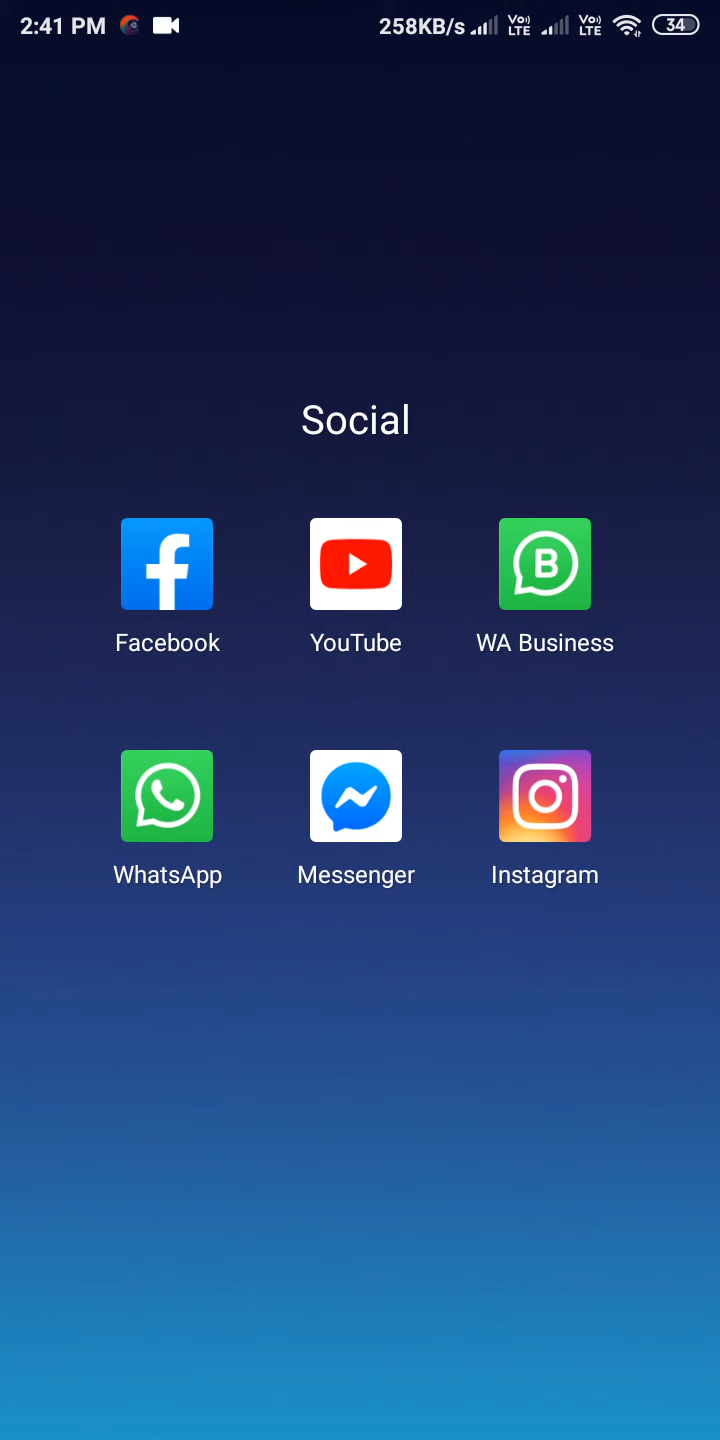 2:41 PM 258KB/s Vo) LTE Vo) LTE 34
Social
Facebook YouTube WA Business
WhatsApp Messenger Instagram